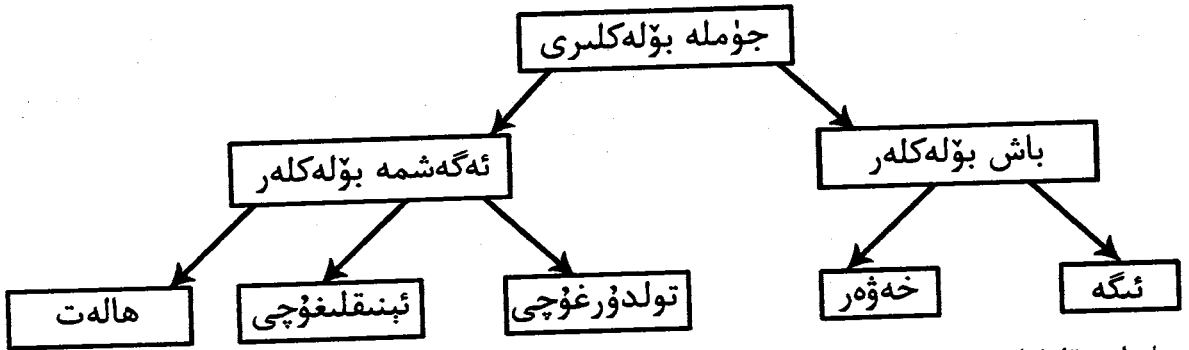 جۈملە بۆلەكلىرى
باش بۆلەكلەر
ئەگەشمە بۆلەكلەر
ئىگە
خەۋەر
تولدۇرغۇچى
ئېنىقلىغۇچى
ھالەت